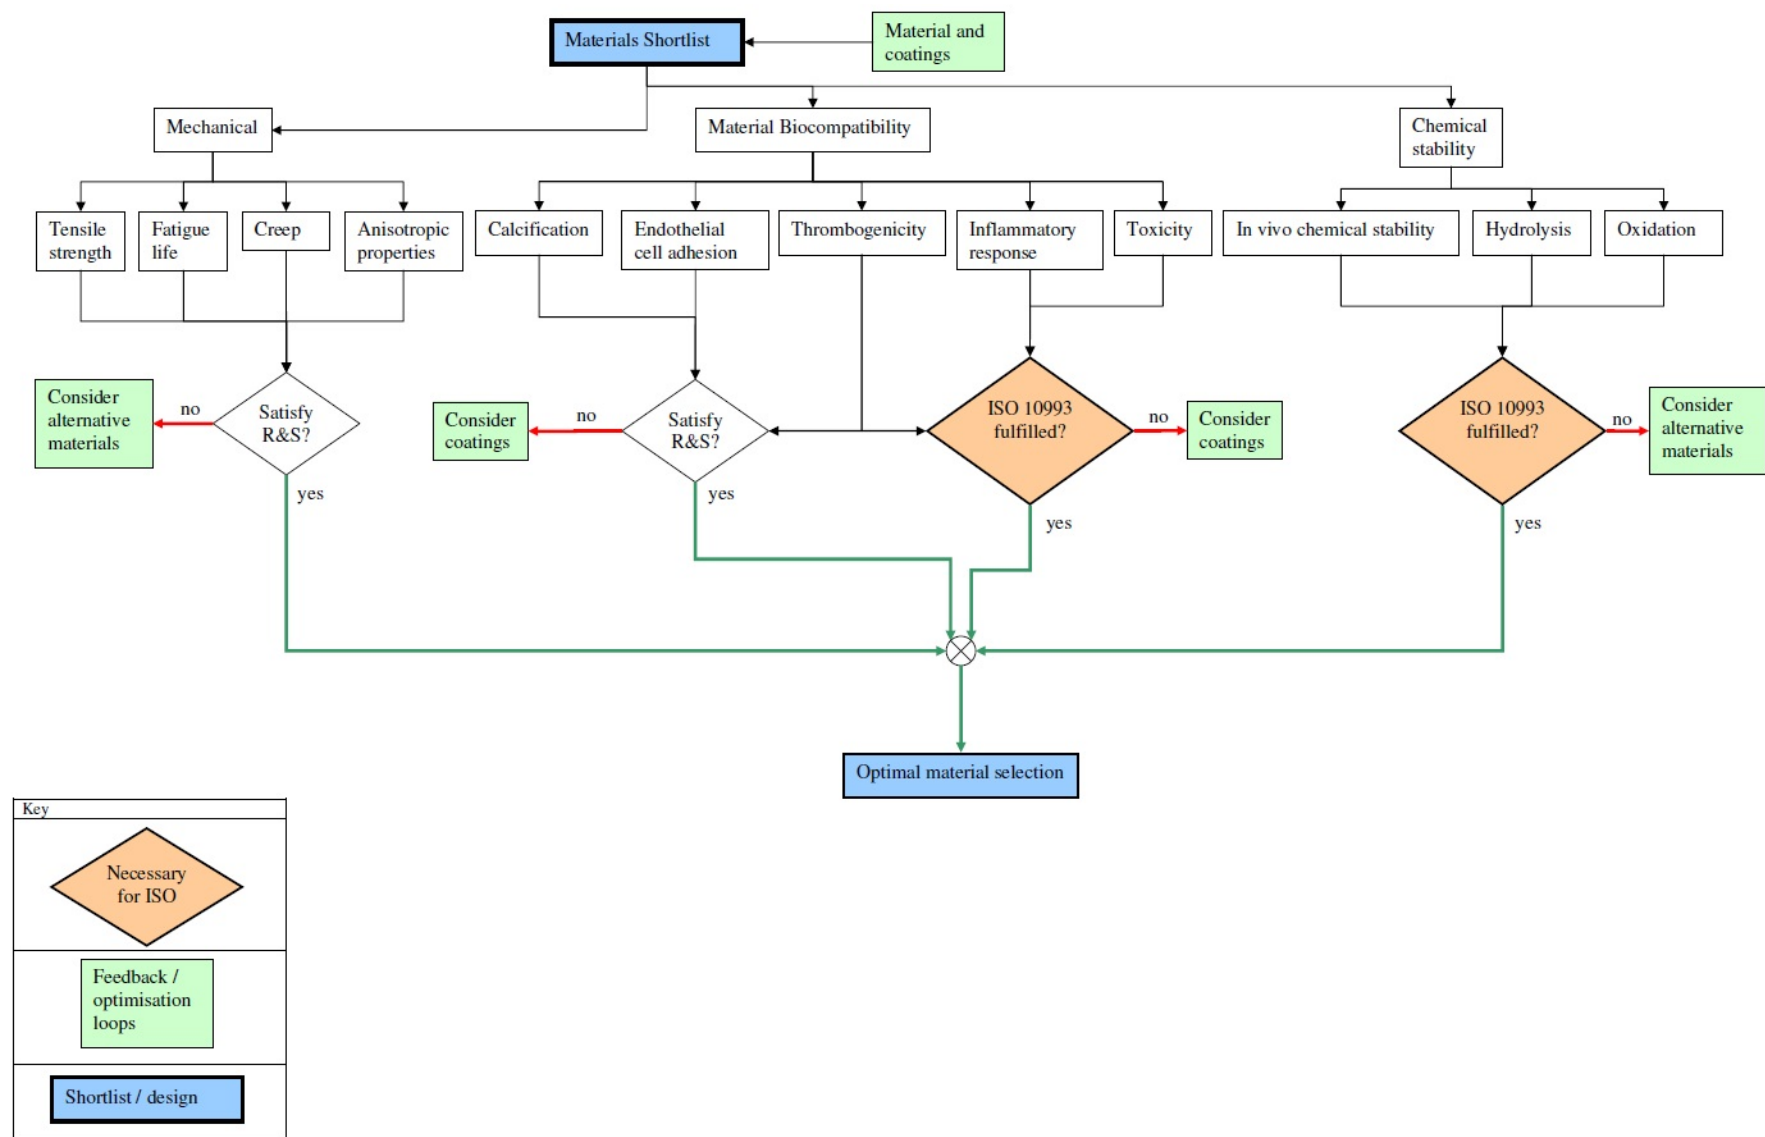 Materials Shortlist
Material and
coatings
Mechanical
Material Biocompatibility
Chemical
stability
Tensile
strength
Fatigue
life
Creep
Anisotropic
properties
Calcification
Endothelial
cell adhesion
Thrombogenicity
Inflammatory
response
Toxicity
In vivo chemical stability
Hydrolysis
Oxidation
Consider
alternative
materials
no
Satisfy
R&S?
yes
Consider
coatings
no
Satisfy
R&S?
yes
ISO 10993
fulfilled?
no
Consider
coatings
yes
ISO 10993
fulfilled?
no
Consider
alternative
materials
yes
Optimal material selection
Key
Necessary
for ISO
Feedback /
optimisation
loops
Shortlist / design